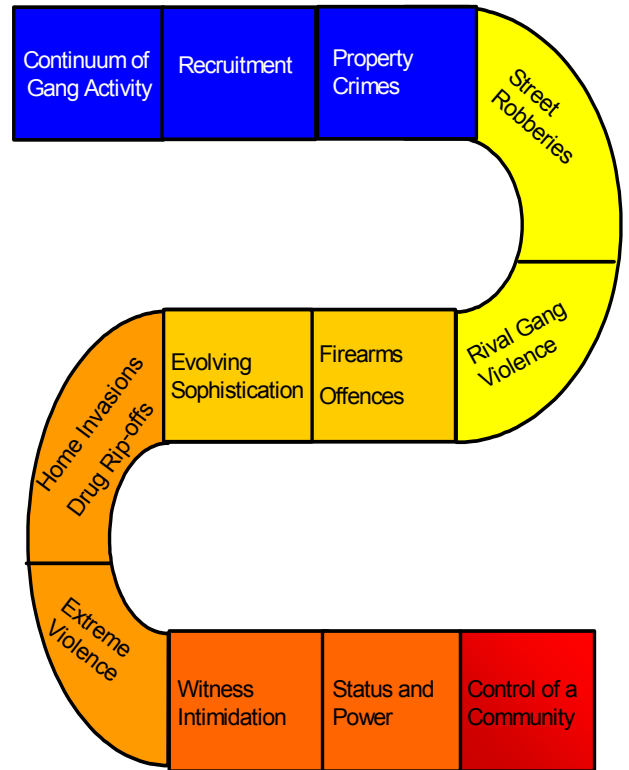 Continuum of
Gang Activity
Recruitment
Property
Crimes
Street
Robberies
Rival Gang
Violence
Firearms
Offences
Evolving
Sophistication
Home Invasions
Drug Rip-offs
Extreme
Violence
Witness
Intimidation
Status and
Power
Control of a
Community